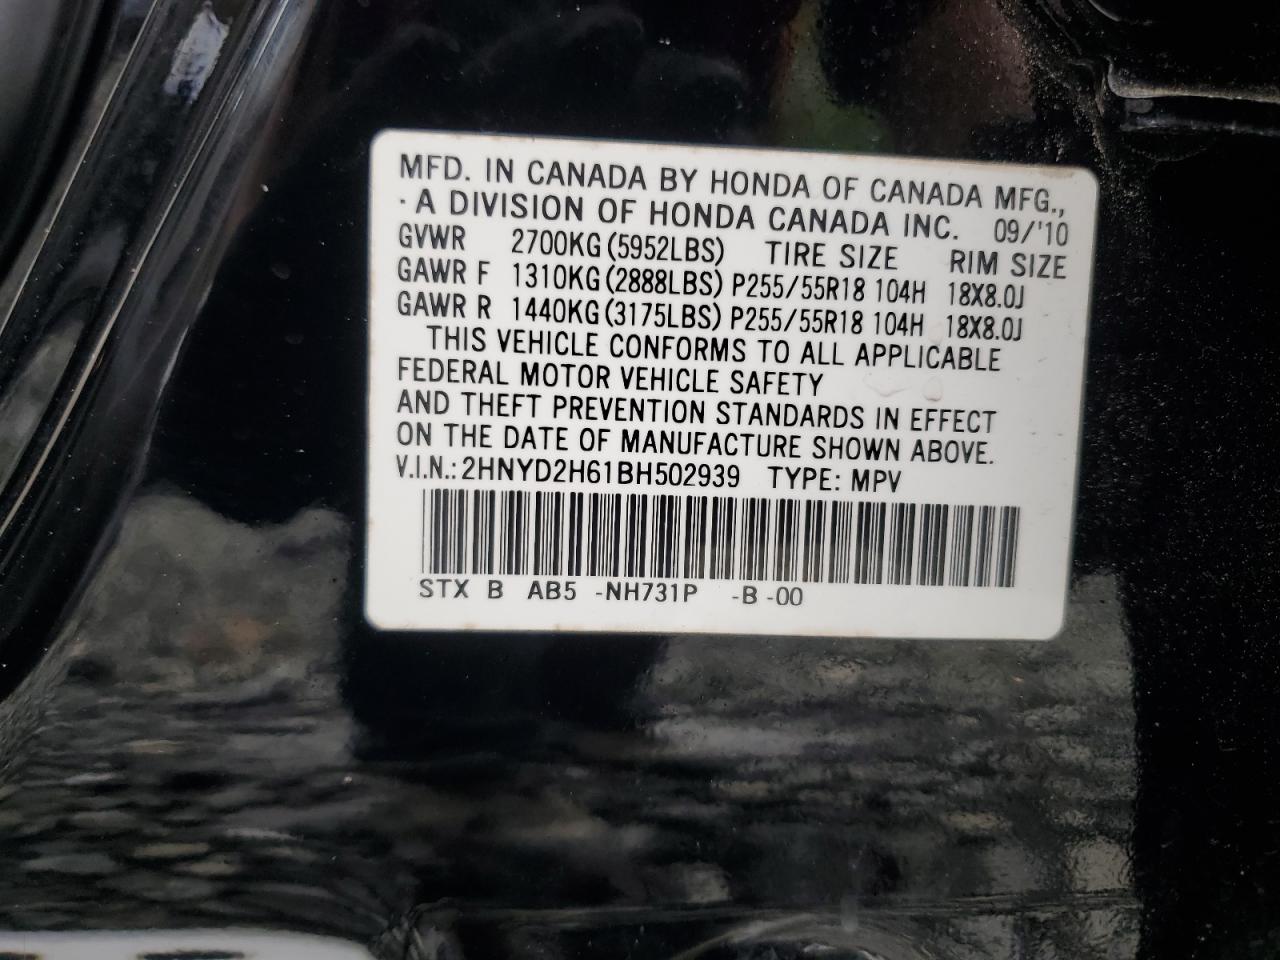 MFD. IN CANADA BY HONDA OF CANADA MFG.,
· A DIVISION OF HONDA CANADA INC. 09/'10
GVWR 2700KG (5952LBS) TIRE SIZE RIM SIZE
GAWR F 1310KG (2888LBS) P255/55R18 104H 18X8.0J
GAWR R 1440KG (3175LBS) P255/55R18 104H 18X8.0J
THIS VEHICLE CONFORMS TO ALL APPLICABLE
FEDERAL MOTOR VEHICLE SAFETY
AND THEFT PREVENTION STANDARDS IN EFFECT
ON THE DATE OF MANUFACTURE SHOWN ABOVE.
V.I.N.: 2HNYD2H61BH502939 TYPE: MPV
STX B AB5 -NH731P -B -00